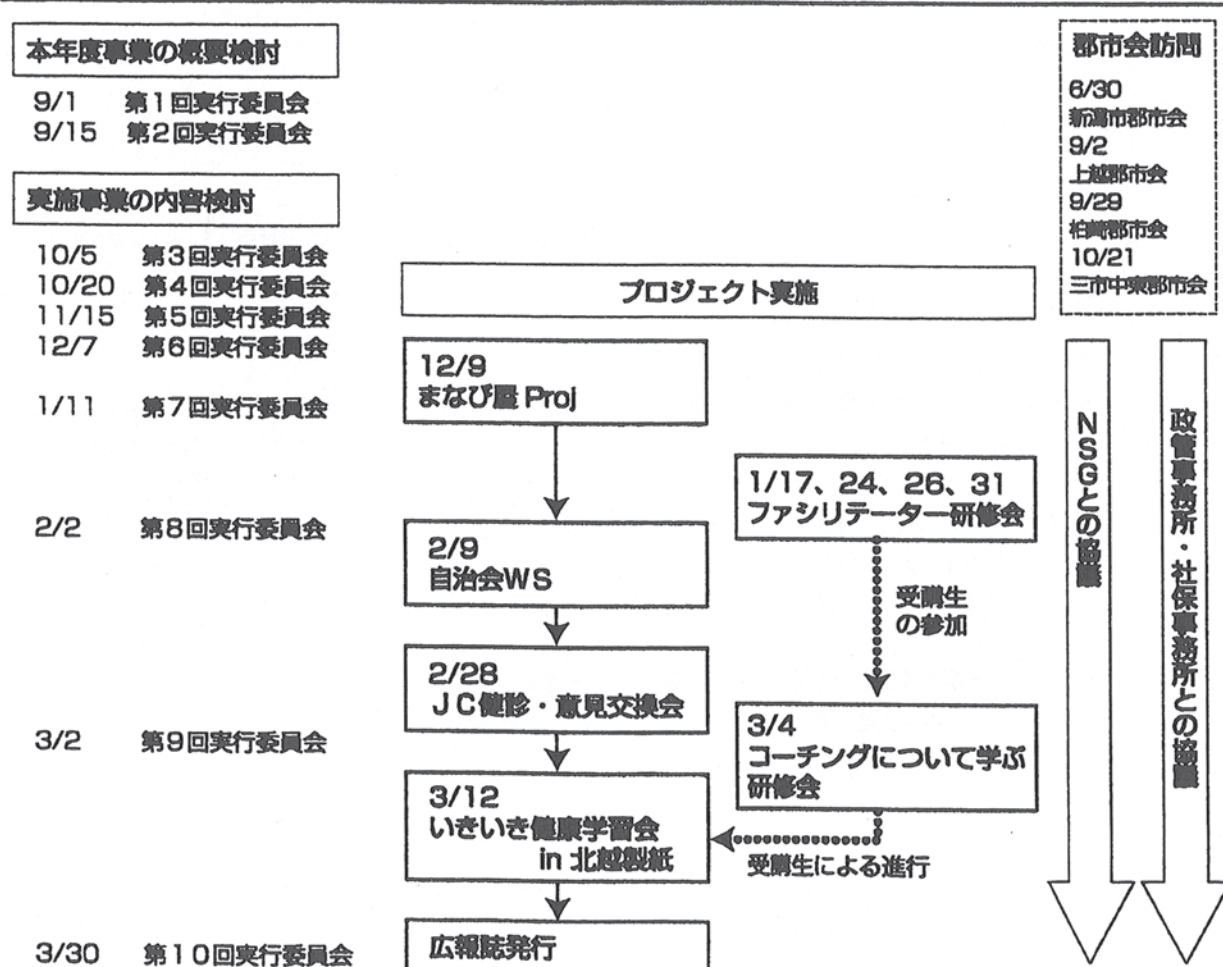 本年度事業の概要検討
9/1 第1回実行委員会
9/15 第2回実行委員会
実施事業の内容検討
10/5 第3回実行委員会
10/20 第4回実行委員会
11/15 第5回実行委員会
12/7 第6回実行委員会
1/11 第7回実行委員会
2/2 第8回実行委員会
3/2 第9回実行委員会
3/30 第10回実行委員会
プロジェクト実施
12/9
まなび屋 Proj
2/9
自治会WS
2/28
JC健診・意見交換会
3/12
いきいき健康学習会
in 北越製紙
広報誌発行
1/17、24、26、31
ファシリテーター研修会
受講生
の参加
3/4
コーチングについて学ぶ
研修会
受講生による進行
郡市会訪問
6/30
新潟市郡市会
9/2
上越郡市会
9/29
柏崎郡市会
10/21
三市中東郡市会
NSGとの協議
政管事務所・社保事務所との協議